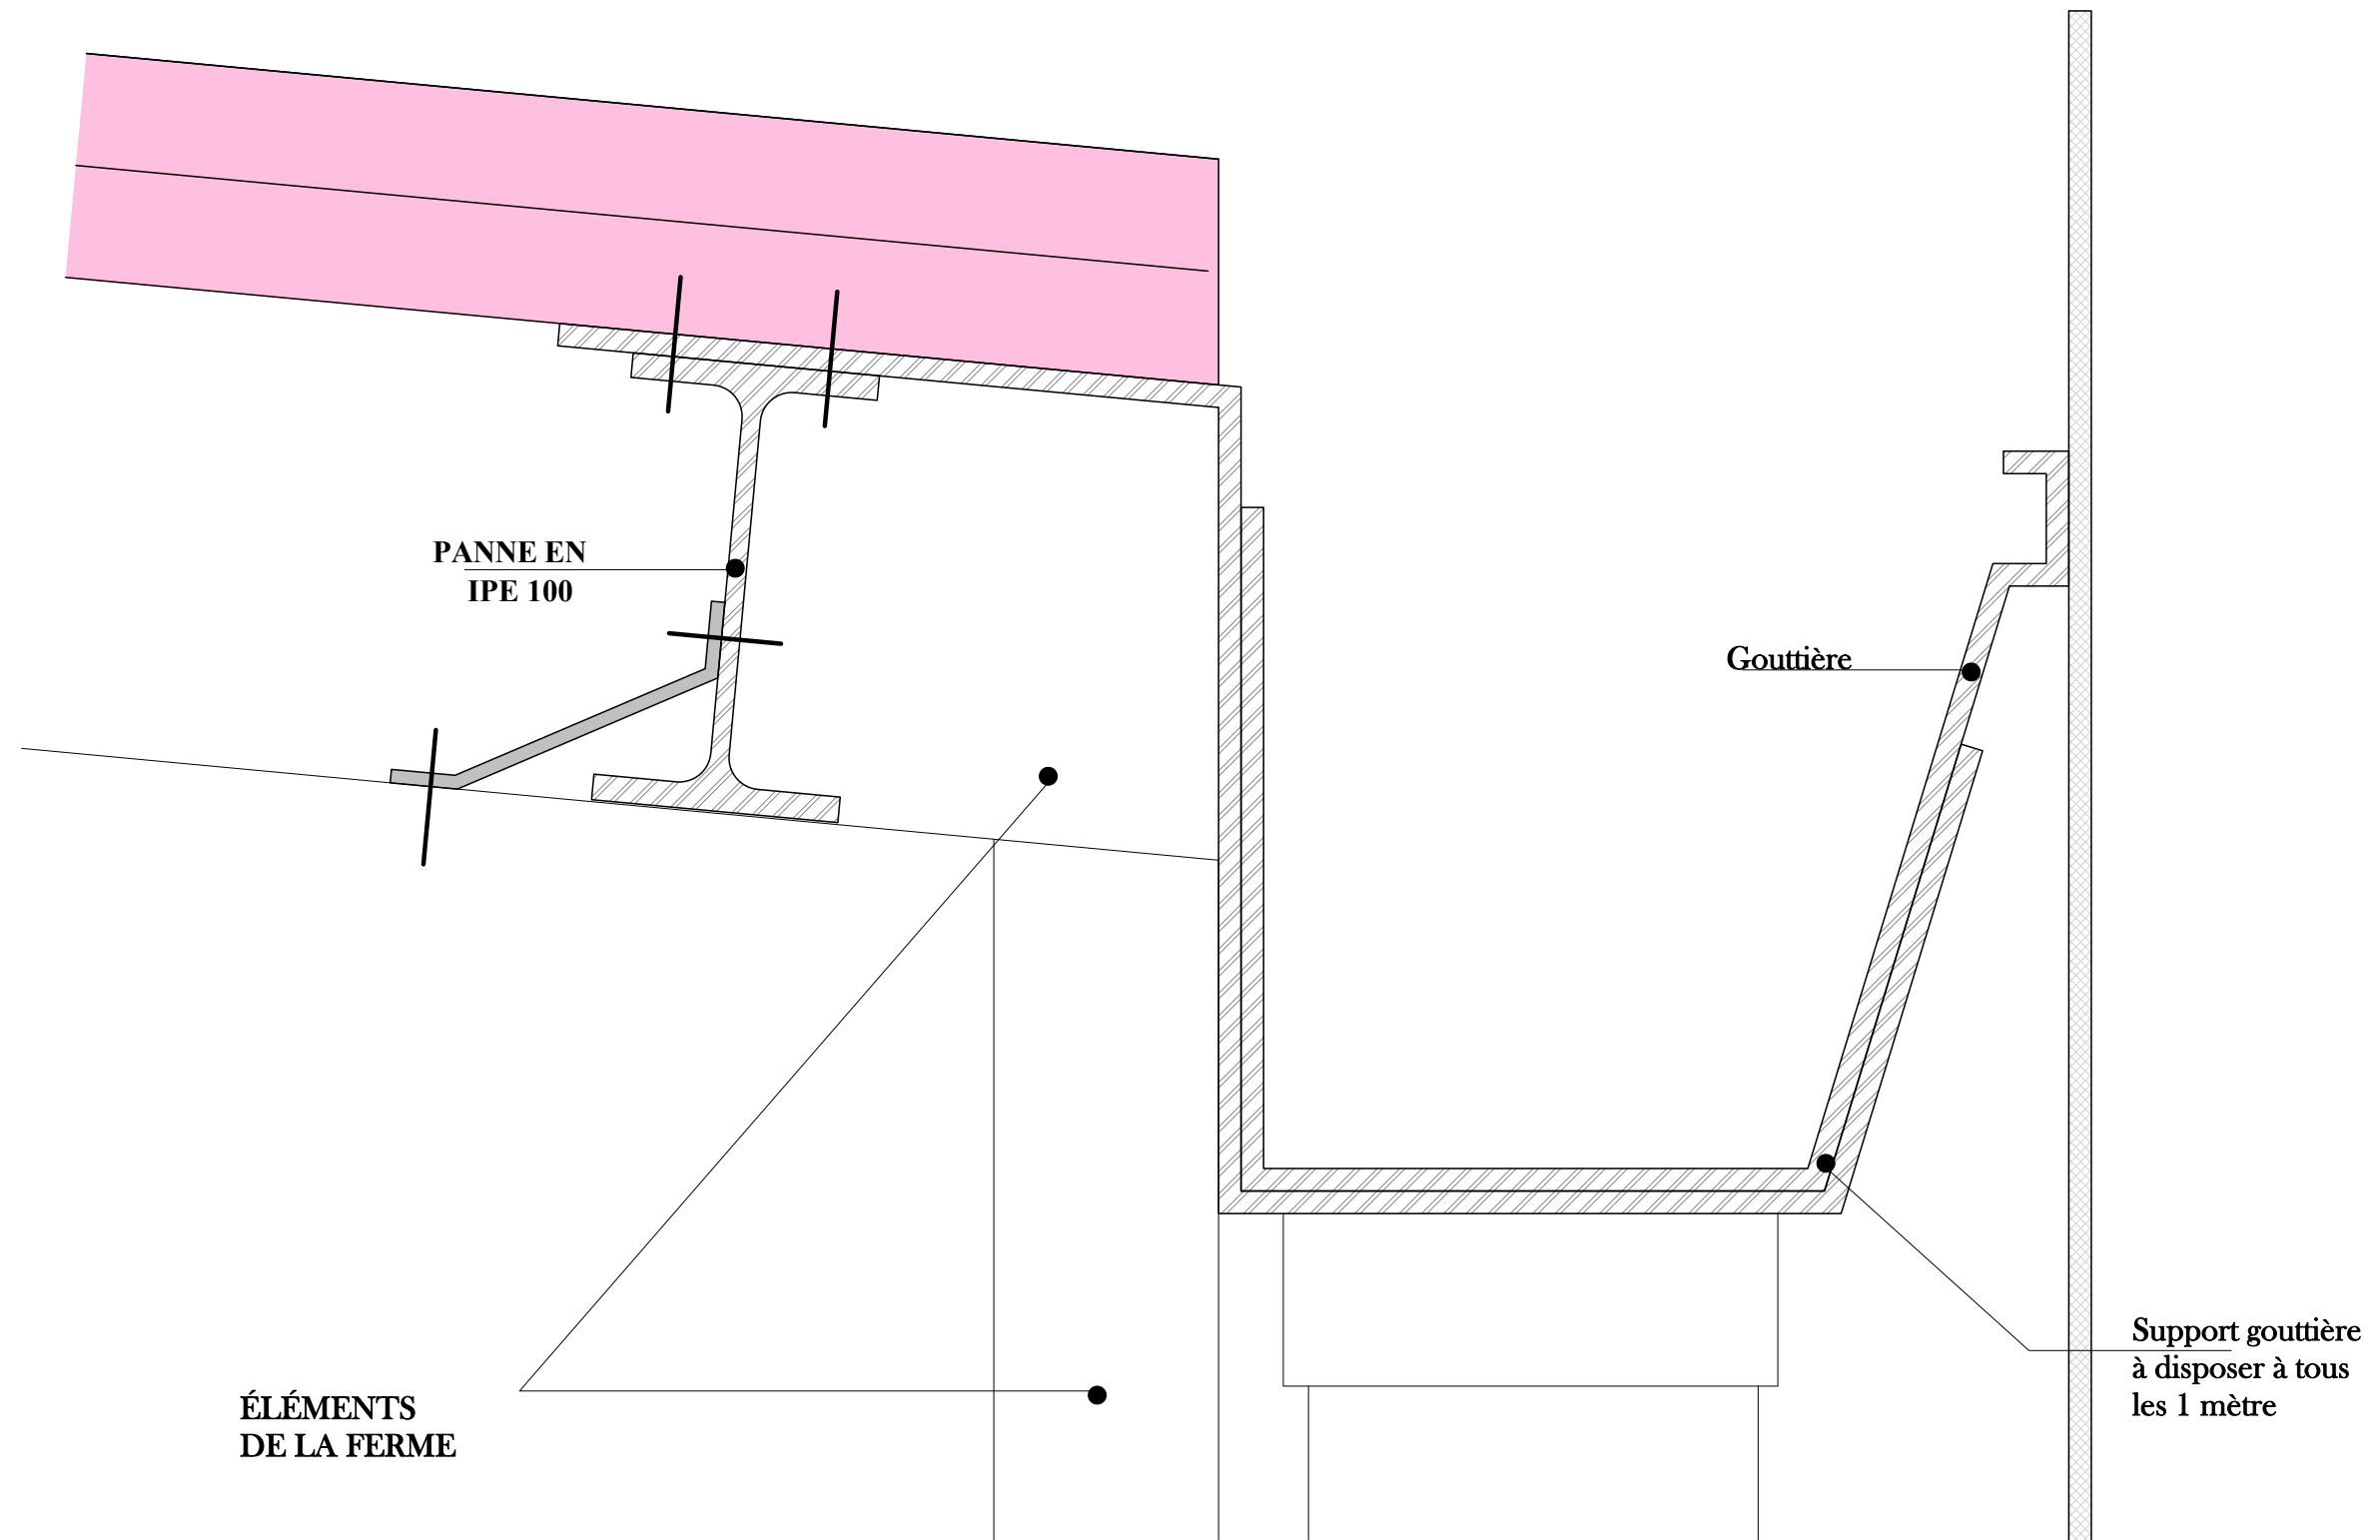 PANNE EN
IPE 100
Gouttière
Support gouttière
à disposer à tous
les 1 mètre
ÉLÉMENTS
DE LA FERME